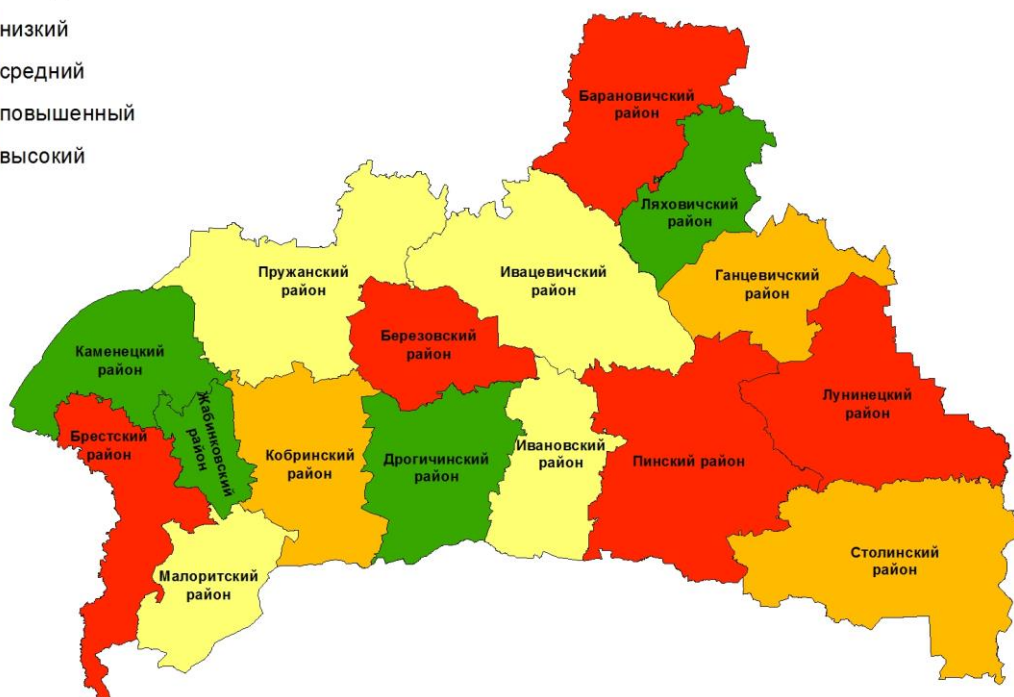 низкий
средний
повышенный
высокий
Барановичский
район
Ляховичский
район
Ганцевичский
район
Пружанский
район
Ивацевичский
район
Березовский
район
Каменецкий
район
Лунинецкий
район
Жабинковский
район
Брестский
район
Кобринский
район
Дрогичинский
район
Ивановский
район
Пинский район
Столинский
район
Малоритский
район